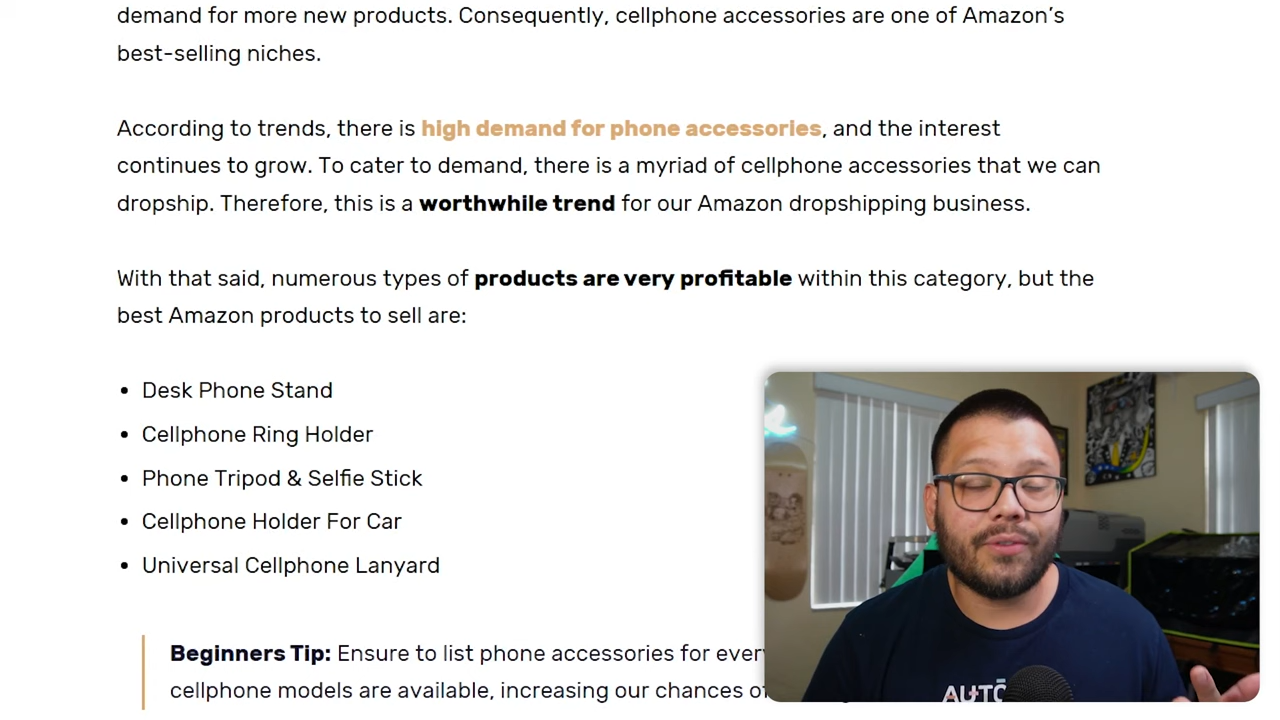 demand for more new products. Consequently, cellphone accessories are one of Amazon’s
best-selling niches.
According to trends, there is high demand for phone accessories, and the interest
continues to grow. To cater to demand, there is a myriad of cellphone accessories that we can
dropship. Therefore, this is a worthwhile trend for our Amazon dropshipping business.
With that said, numerous types of products are very profitable within this category, but the
best Amazon products to sell are:
• Desk Phone Stand
• Cellphone Ring Holder
• Phone Tripod & Selfie Stick
• Cellphone Holder For Car
• Universal Cellphone Lanyard
Beginners Tip: Ensure to list phone accessories for
cellphone models are available, increasing our chances